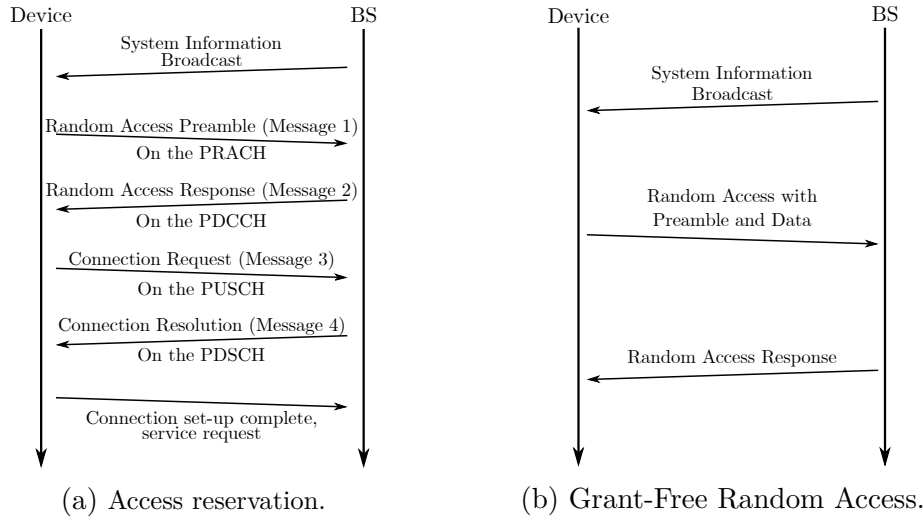 Device
BS
System Information
Broadcast
Random Access Preamble (Message 1)
On the PRACH
Random Access Response (Message 2)
On the PDCCH
Connection Request (Message 3)
On the PUSCH
Connection Resolution (Message 4)
On the PDSCH
Connection set-up complete,
service request
(a) Access reservation.
Device
BS
System Information
Broadcast
Random Access with
Preamble and Data
Random Access Response
(b) Grant-Free Random Access.